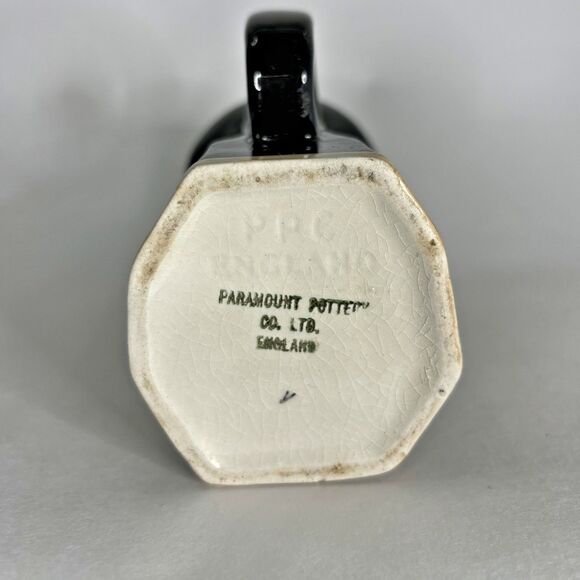 PPC
ENGLAND
PARAMOUNT POTTERY
CO. LTD.
ENGLAND